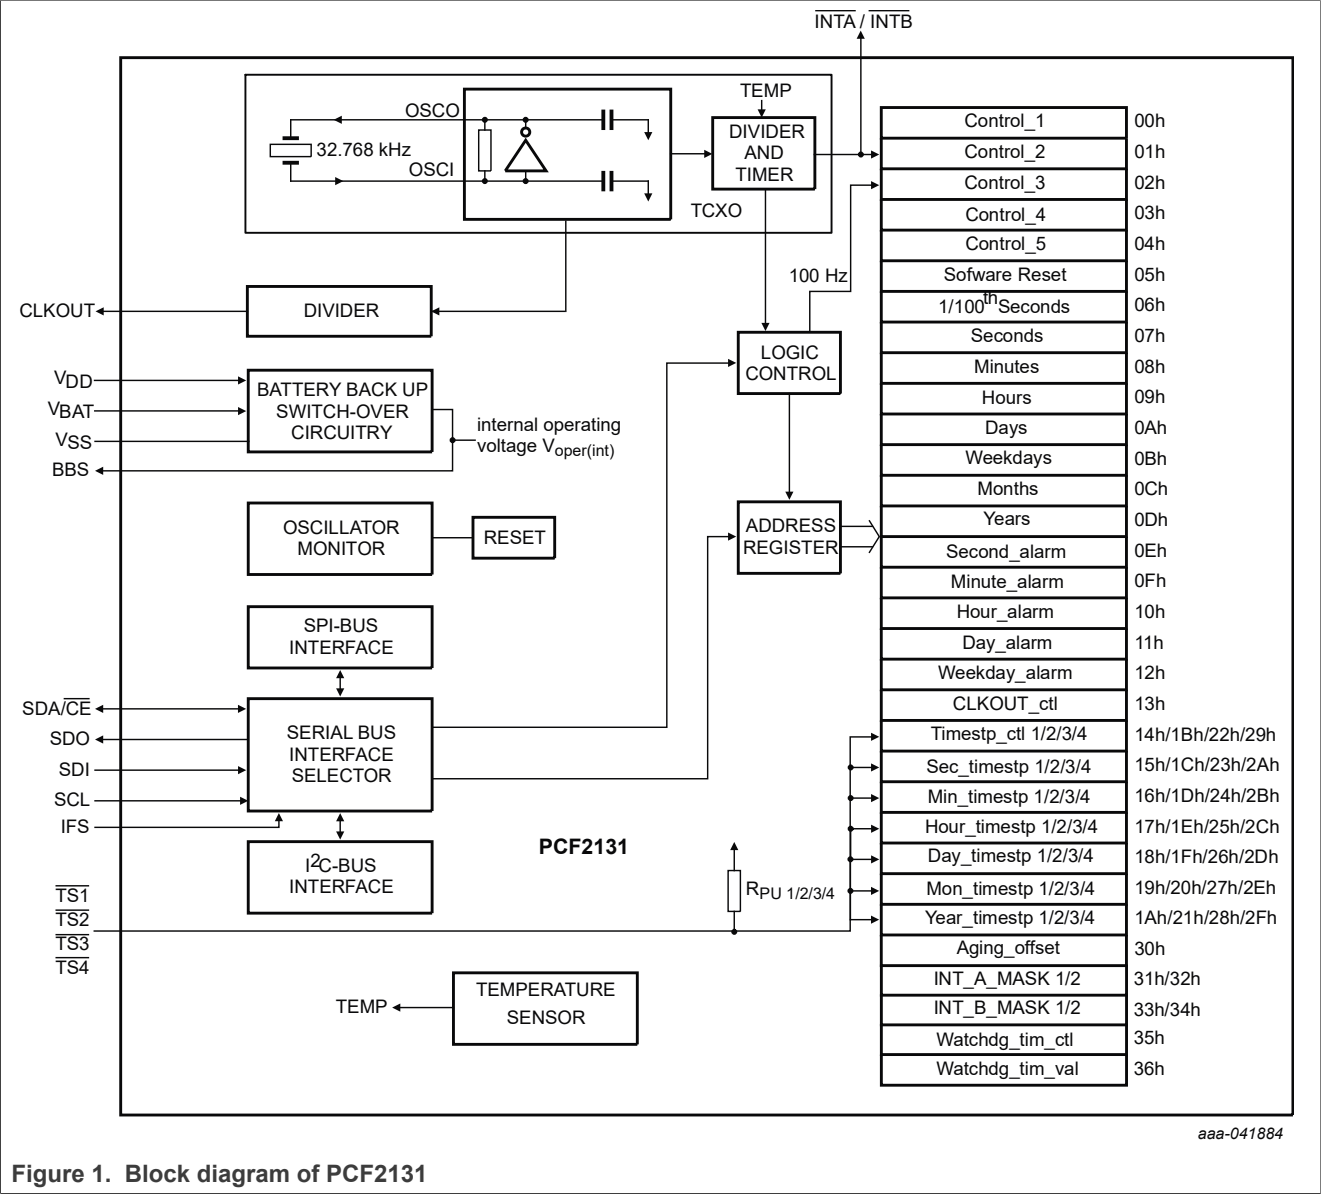 INTA / INTB
TEMP
OSCO
OSCI
32.768 kHz
DIVIDER
AND
TIMER
TCXO
100 Hz
CLKOUT
DIVIDER
LOGIC
CONTROL
VDD
VBAT
VSS
BBS
BATTERY BACK UP
SWITCH-OVER
CIRCUITRY
internal operating
voltage Voper(int)
OSCILLATOR
MONITOR
RESET
ADDRESS
REGISTER
SPI-BUS
INTERFACE
SDA/CE
SDO
SDI
SCL
IFS
SERIAL BUS
INTERFACE
SELECTOR
I2C-BUS
INTERFACE
PCF2131
RPU 1/2/3/4
TS1
TS2
TS3
TS4
TEMP
TEMPERATURE
SENSOR
Control_1 00h
Control_2 01h
Control_3 02h
Control_4 03h
Control_5 04h
Sofware Reset 05h
1/100th Seconds 06h
Seconds 07h
Minutes 08h
Hours 09h
Days 0Ah
Weekdays 0Bh
Months 0Ch
Years 0Dh
Second_alarm 0Eh
Minute_alarm 0Fh
Hour_alarm 10h
Day_alarm 11h
Weekday_alarm 12h
CLKOUT_ctl 13h
Timestp_ctl 1/2/3/4 14h/1Bh/22h/29h
Sec_timestp 1/2/3/4 15h/1Ch/23h/2Ah
Min_timestp 1/2/3/4 16h/1Dh/24h/2Bh
Hour_timestp 1/2/3/4 17h/1Eh/25h/2Ch
Day_timestp 1/2/3/4 18h/1Fh/26h/2Dh
Mon_timestp 1/2/3/4 19h/20h/27h/2Eh
Year_timestp 1/2/3/4 1Ah/21h/28h/2Fh
Aging_offset 30h
INT_A_MASK 1/2 31h/32h
INT_B_MASK 1/2 33h/34h
Watchdg_tim_ctl 35h
Watchdg_tim_val 36h
aaa-041884
Figure 1. Block diagram of PCF2131